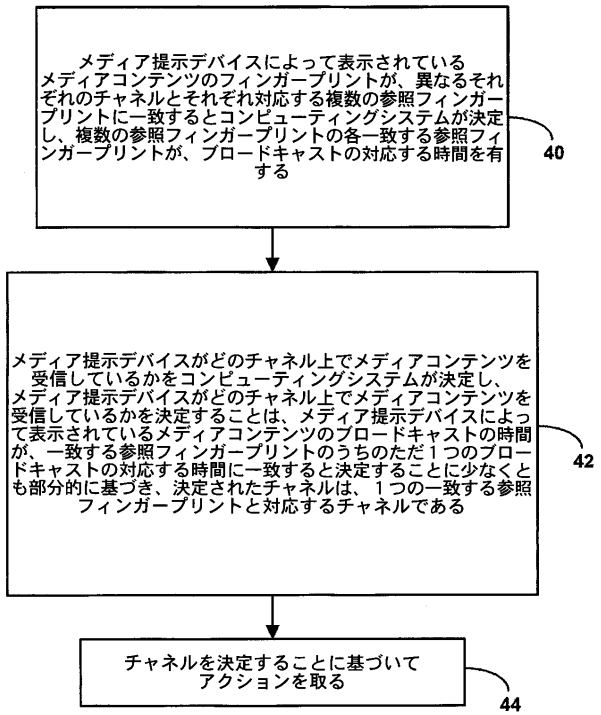 メディア提示デバイスによって表示されている
メディアコンテンツのフィンガープリントが、異なるそれ
ぞれのチャネルとそれぞれ対応する複数の参照フィンガー
プリントに一致するとコンピューティングシステムが決定
し、複数の参照フィンガープリントの各一致する参照フィ
ンガープリントが、ブロードキャストの対応する時間を有
する
40
メディア提示デバイスがどのチャネル上でメディアコンテンツを
受信しているかをコンピューティングシステムが決定し、
メディア提示デバイスがどのチャネル上でメディアコンテンツを
受信しているかを決定することは、メディア提示デバイスによっ
て表示されているメディアコンテンツのブロードキャストの時間
が、一致する参照フィンガープリントのうちのただ１つのブロー
ドキャストの対応する時間に一致すると決定することに少なくと
も部分的に基づき、決定されたチャネルは、１つの一致する参照
フィンガープリントと対応するチャネルである
42
チャネルを決定することに基づいて
アクションを取る
44